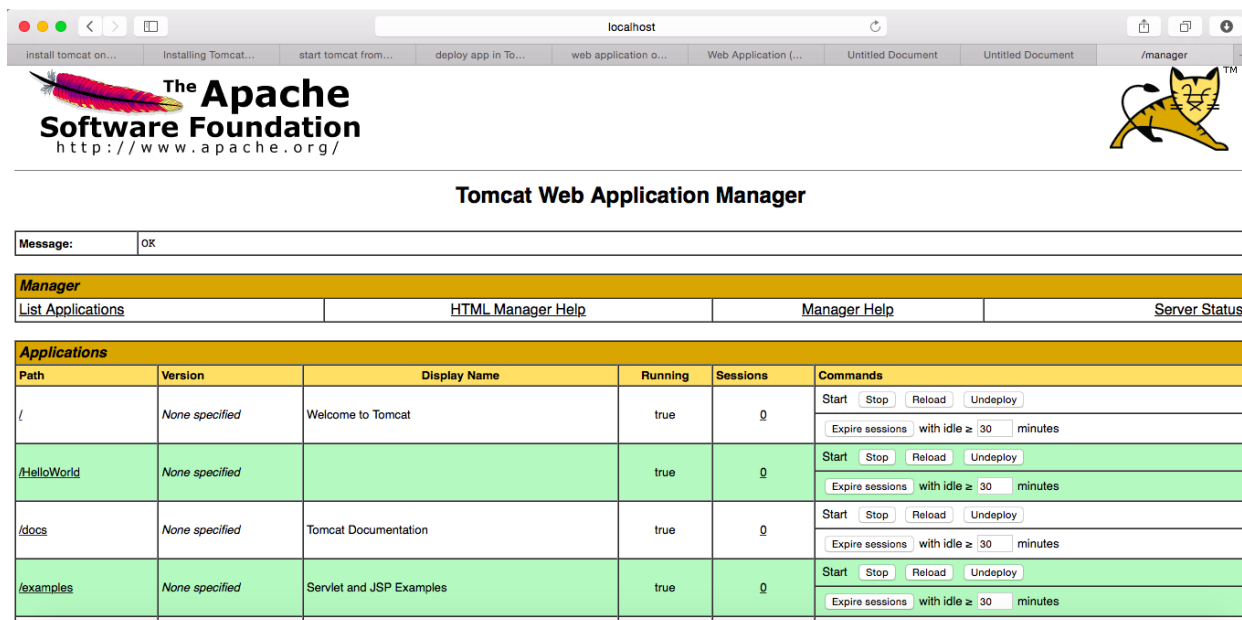 localhost
install tomcat on...
Installing Tomcat...
start tomcat from...
deploy app in To...
web application o...
Web Application (...
Untitled Document
Untitled Document
/manager
The Apache
Software Foundation
http://www.apache.org/
TM
Tomcat Web Application Manager
Message: OK
Manager
List Applications HTML Manager Help Manager Help Server Status
Applications
Path Version Display Name Running Sessions Commands
/ None specified Welcome to Tomcat true 0 Start Stop Reload Undeploy
Expire sessions with idle ≥ 30 minutes
/HelloWorld None specified true 0 Start Stop Reload Undeploy
Expire sessions with idle ≥ 30 minutes
/docs None specified Tomcat Documentation true 0 Start Stop Reload Undeploy
Expire sessions with idle ≥ 30 minutes
/examples None specified Servlet and JSP Examples true 0 Start Stop Reload Undeploy
Expire sessions with idle ≥ 30 minutes